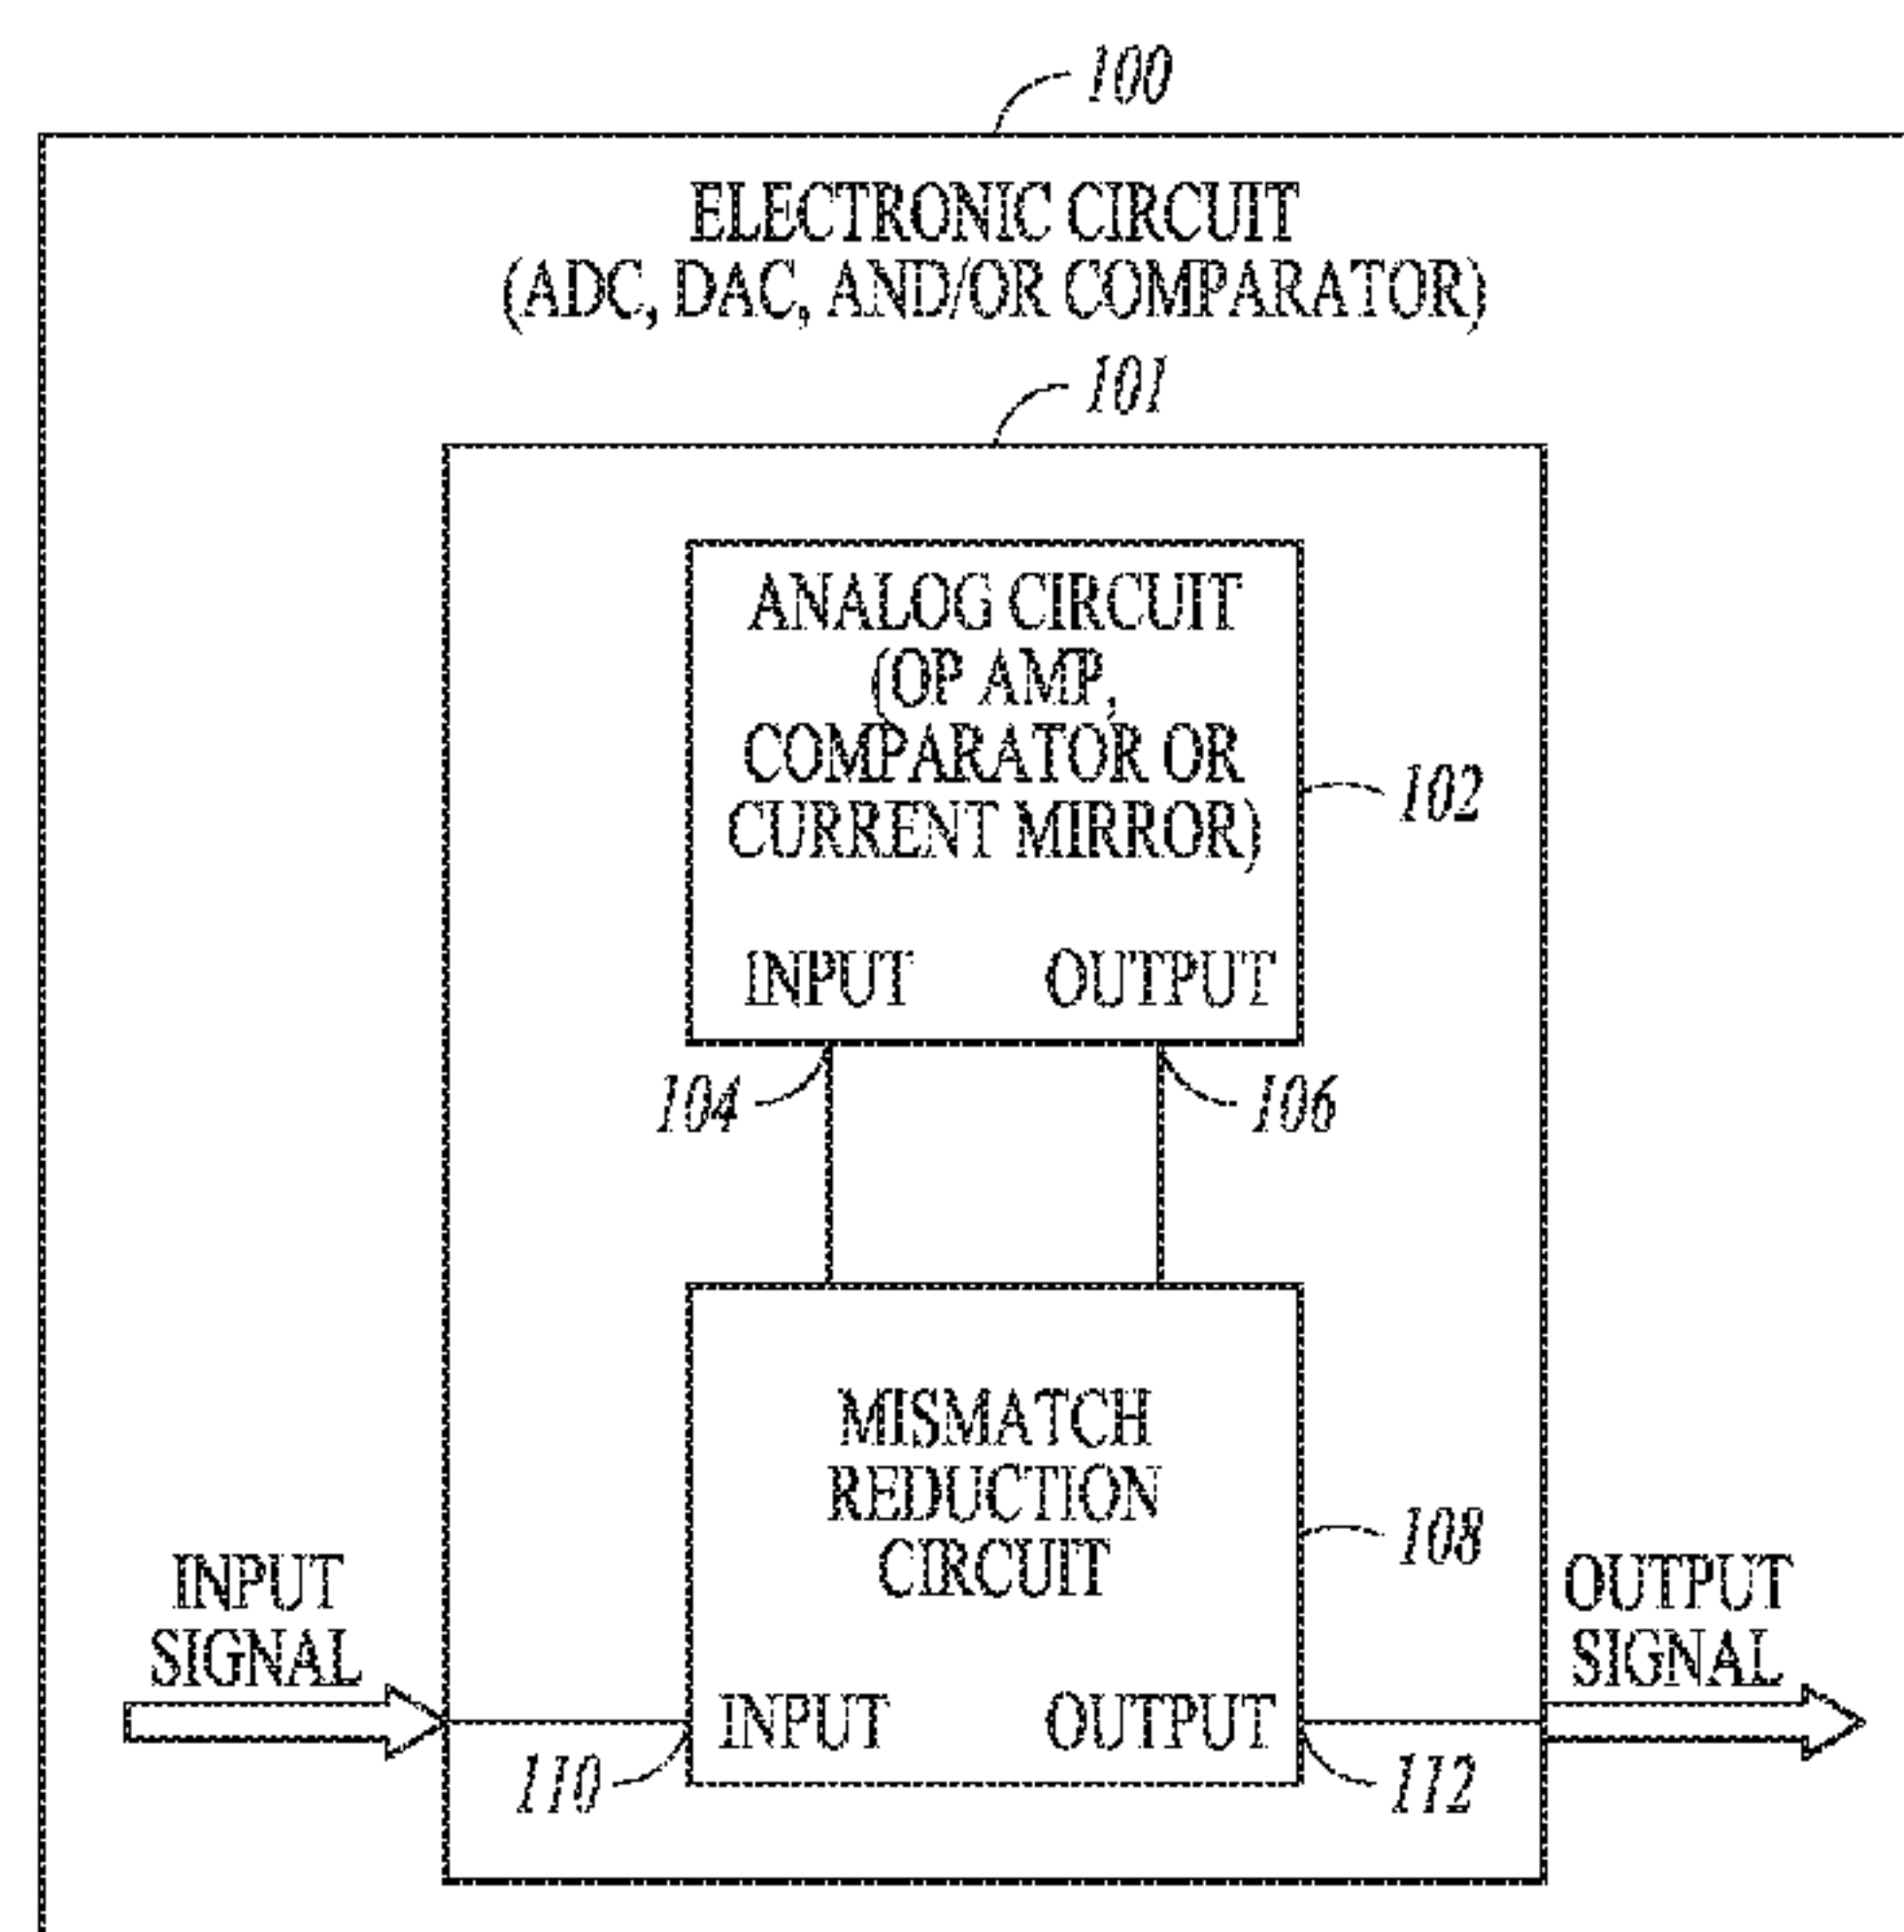 100
ELECTRONIC CIRCUIT
(ADC, DAC, AND/OR COMPARATOR)
101
ANALOG CIRCUIT
(OP AMP,
COMPARATOR OR
CURRENT MIRROR)
102
INPUT OUTPUT
104 106
MISMATCH
REDUCTION
CIRCUIT
108
INPUT
SIGNAL
OUTPUT
SIGNAL
INPUT OUTPUT
110 112